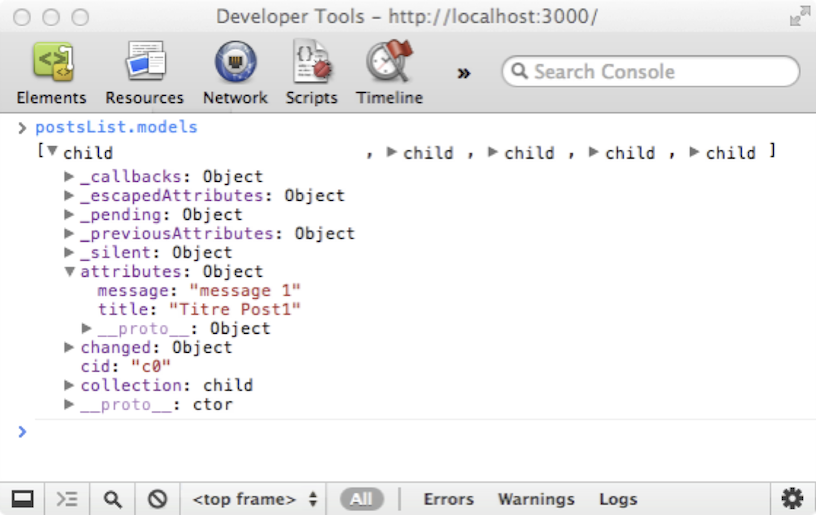 Developer Tools – http://localhost:3000/
Elements Resources Network Scripts Timeline » Search Console
> postsList.models
[▼child , ▶child , ▶child , ▶child , ▶child ]
▶_callbacks: Object
▶_escapedAttributes: Object
▶_pending: Object
▶_previousAttributes: Object
▶_silent: Object
▼attributes: Object
message: "message 1"
title: "Titre Post1"
▶__proto__: Object
▶changed: Object
cid: "c0"
▶collection: child
▶__proto__: ctor
>
<top frame> All Errors Warnings Logs